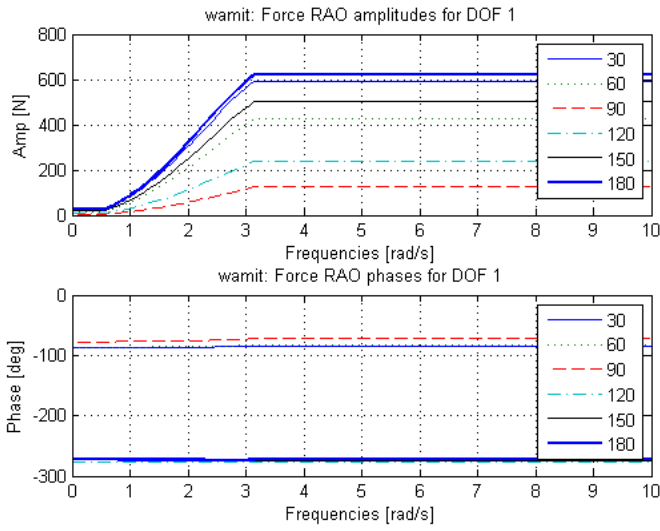 wamit: Force RAO amplitudes for DOF 1
800
600
400
200
0
Amp [N]
30
60
90
120
150
180
0 1 2 3 4 5 6 7 8 9 10
Frequencies [rad/s]
wamit: Force RAO phases for DOF 1
0
-100
-200
-300
Phase [deg]
30
60
90
120
150
180
0 1 2 3 4 5 6 7 8 9 10
Frequencies [rad/s]